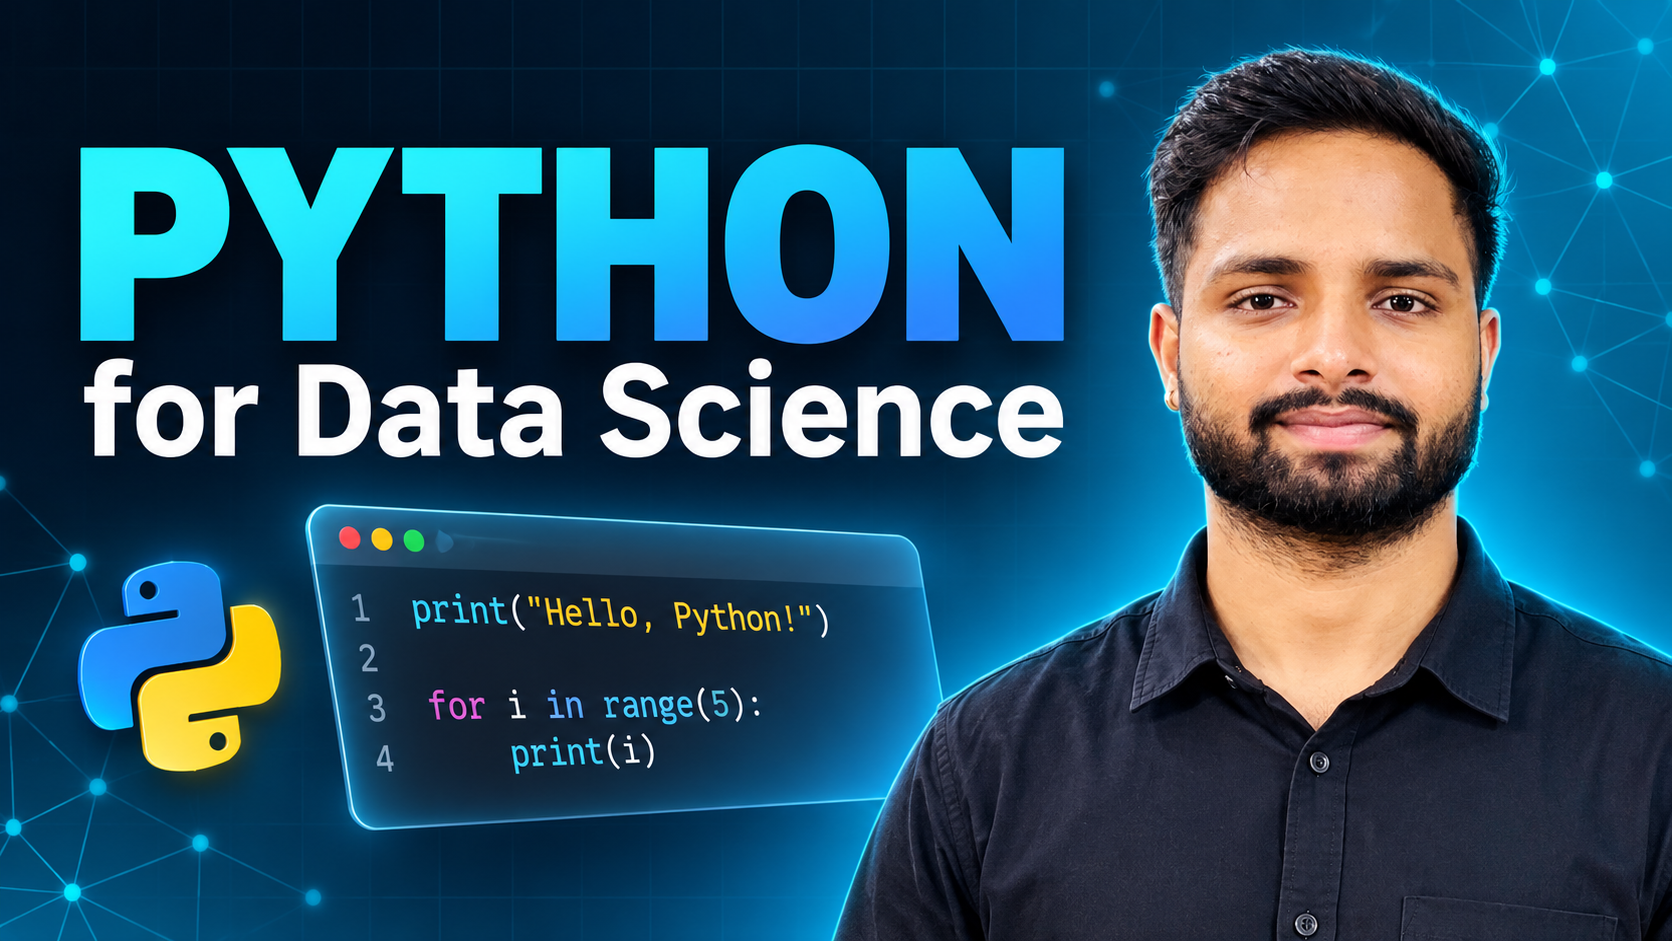 PYTHON
for Data Science
1 print("Hello, Python!")
2
3 for i in range(5):
4     print(i)